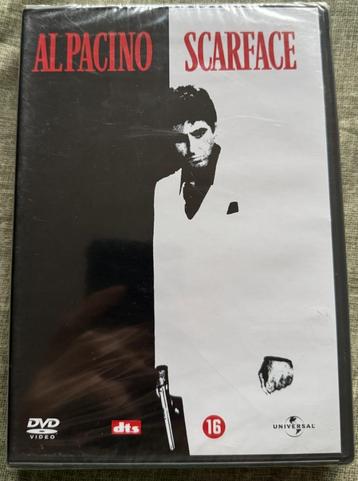 AL PACINO SCARFACE
DVD
VIDEO
dts
16
UNIVERSAL